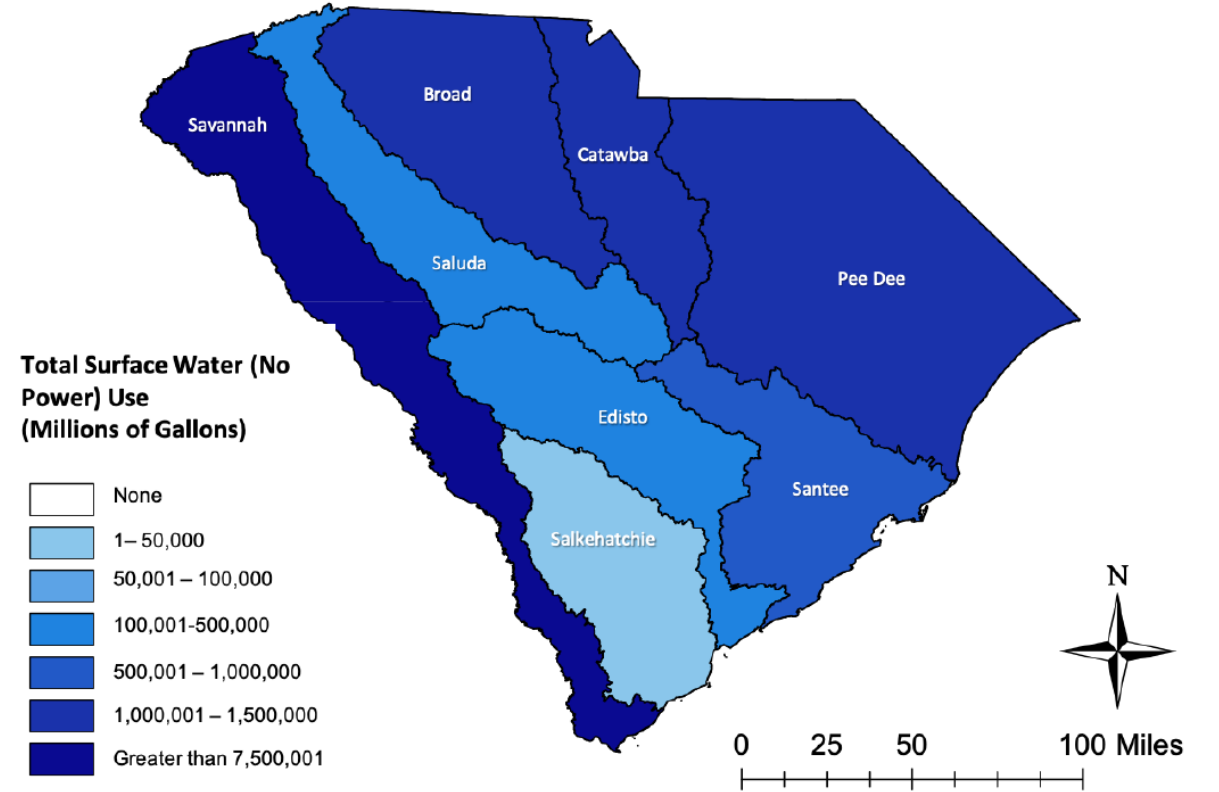 Broad
Savannah
Catawba
Saluda
Pee Dee
Total Surface Water (No
Power) Use
(Millions of Gallons)
Edisto
Santee
None
Salkehatchie
1– 50,000
50,001 – 100,000
100,001-500,000
500,001 – 1,000,000
1,000,001 – 1,500,000
Greater than 7,500,001
N
0 25 50 100 Miles